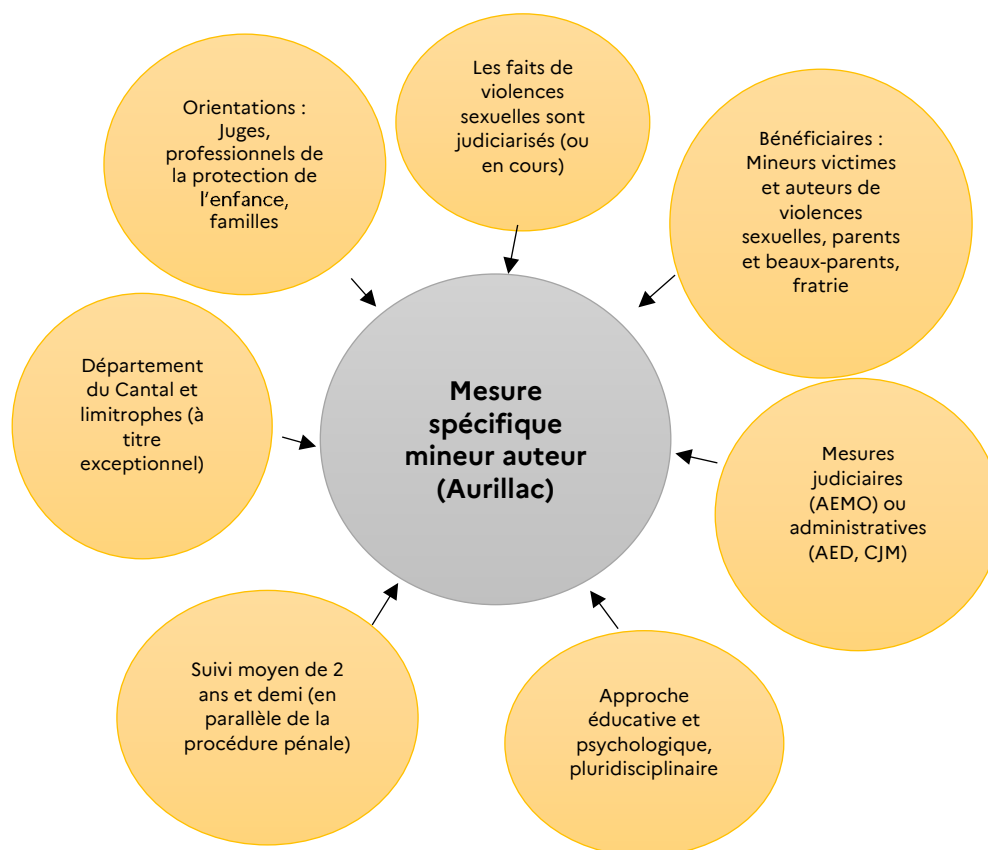 Les faits de
violences
sexuelles sont
judiciarisés (ou
en cours)
Orientations :
Juges,
professionnels de
la protection de
l'enfance,
familles
Bénéficiaires :
Mineurs victimes
et auteurs de
violences
sexuelles, parents
et beaux-parents,
fratrie
Département
du Cantal et
limitrophes (à
titre
exceptionnel)
Mesure
spécifique
mineur auteur
(Aurillac)
Mesures
judiciaires
(AEMO) ou
administratives
(AED, CJM)
Suivi moyen de 2
ans et demi (en
parallèle de la
procédure pénale)
Approche
éducative et
psychologique,
pluridisciplinaire